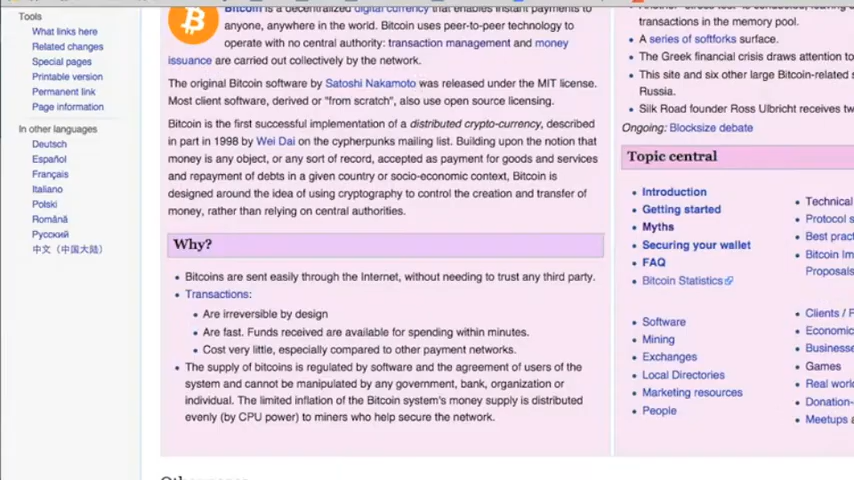 Tools
What links here
Related changes
Special pages
Printable version
Permanent link
Page information
In other languages
Deutsch
Español
Français
Italiano
Polski
Română
Русский
中文（中国大陆）
Bitcoin is a decentralized digital currency that enables instant payments to
anyone, anywhere in the world. Bitcoin uses peer-to-peer technology to
operate with no central authority: transaction management and money
issuance are carried out collectively by the network.
The original Bitcoin software by Satoshi Nakamoto was released under the MIT license.
Most client software, derived or "from scratch", also use open source licensing.
Bitcoin is the first successful implementation of a distributed crypto-currency, described
in part in 1998 by Wei Dai on the cypherpunks mailing list. Building upon the notion that
money is any object, or any sort of record, accepted as payment for goods and services
and repayment of debts in a given country or socio-economic context, Bitcoin is
designed around the idea of using cryptography to control the creation and transfer of
money, rather than relying on central authorities.
Why?
Bitcoins are sent easily through the Internet, without needing to trust any third party.
Transactions:
Are irreversible by design
Are fast. Funds received are available for spending within minutes.
Cost very little, especially compared to other payment networks.
The supply of bitcoins is regulated by software and the agreement of users of the
system and cannot be manipulated by any government, bank, organization or
individual. The limited inflation of the Bitcoin system's money supply is distributed
evenly (by CPU power) to miners who help secure the network.
transactions in the memory pool.
A series of softforks surface.
The Greek financial crisis draws attention to
This site and six other large Bitcoin-related s
Russia.
Silk Road founder Ross Ulbricht receives tw
Ongoing: Blocksize debate
Topic central
Introduction
Getting started
Myths
Securing your wallet
FAQ
Bitcoin Statistics
Software
Mining
Exchanges
Local Directories
Marketing resources
People
Technical
Protocol s
Best pract
Bitcoin Im
Proposals
Clients / F
Economic
Businesse
Games
Real world
Donation-
Meetups a